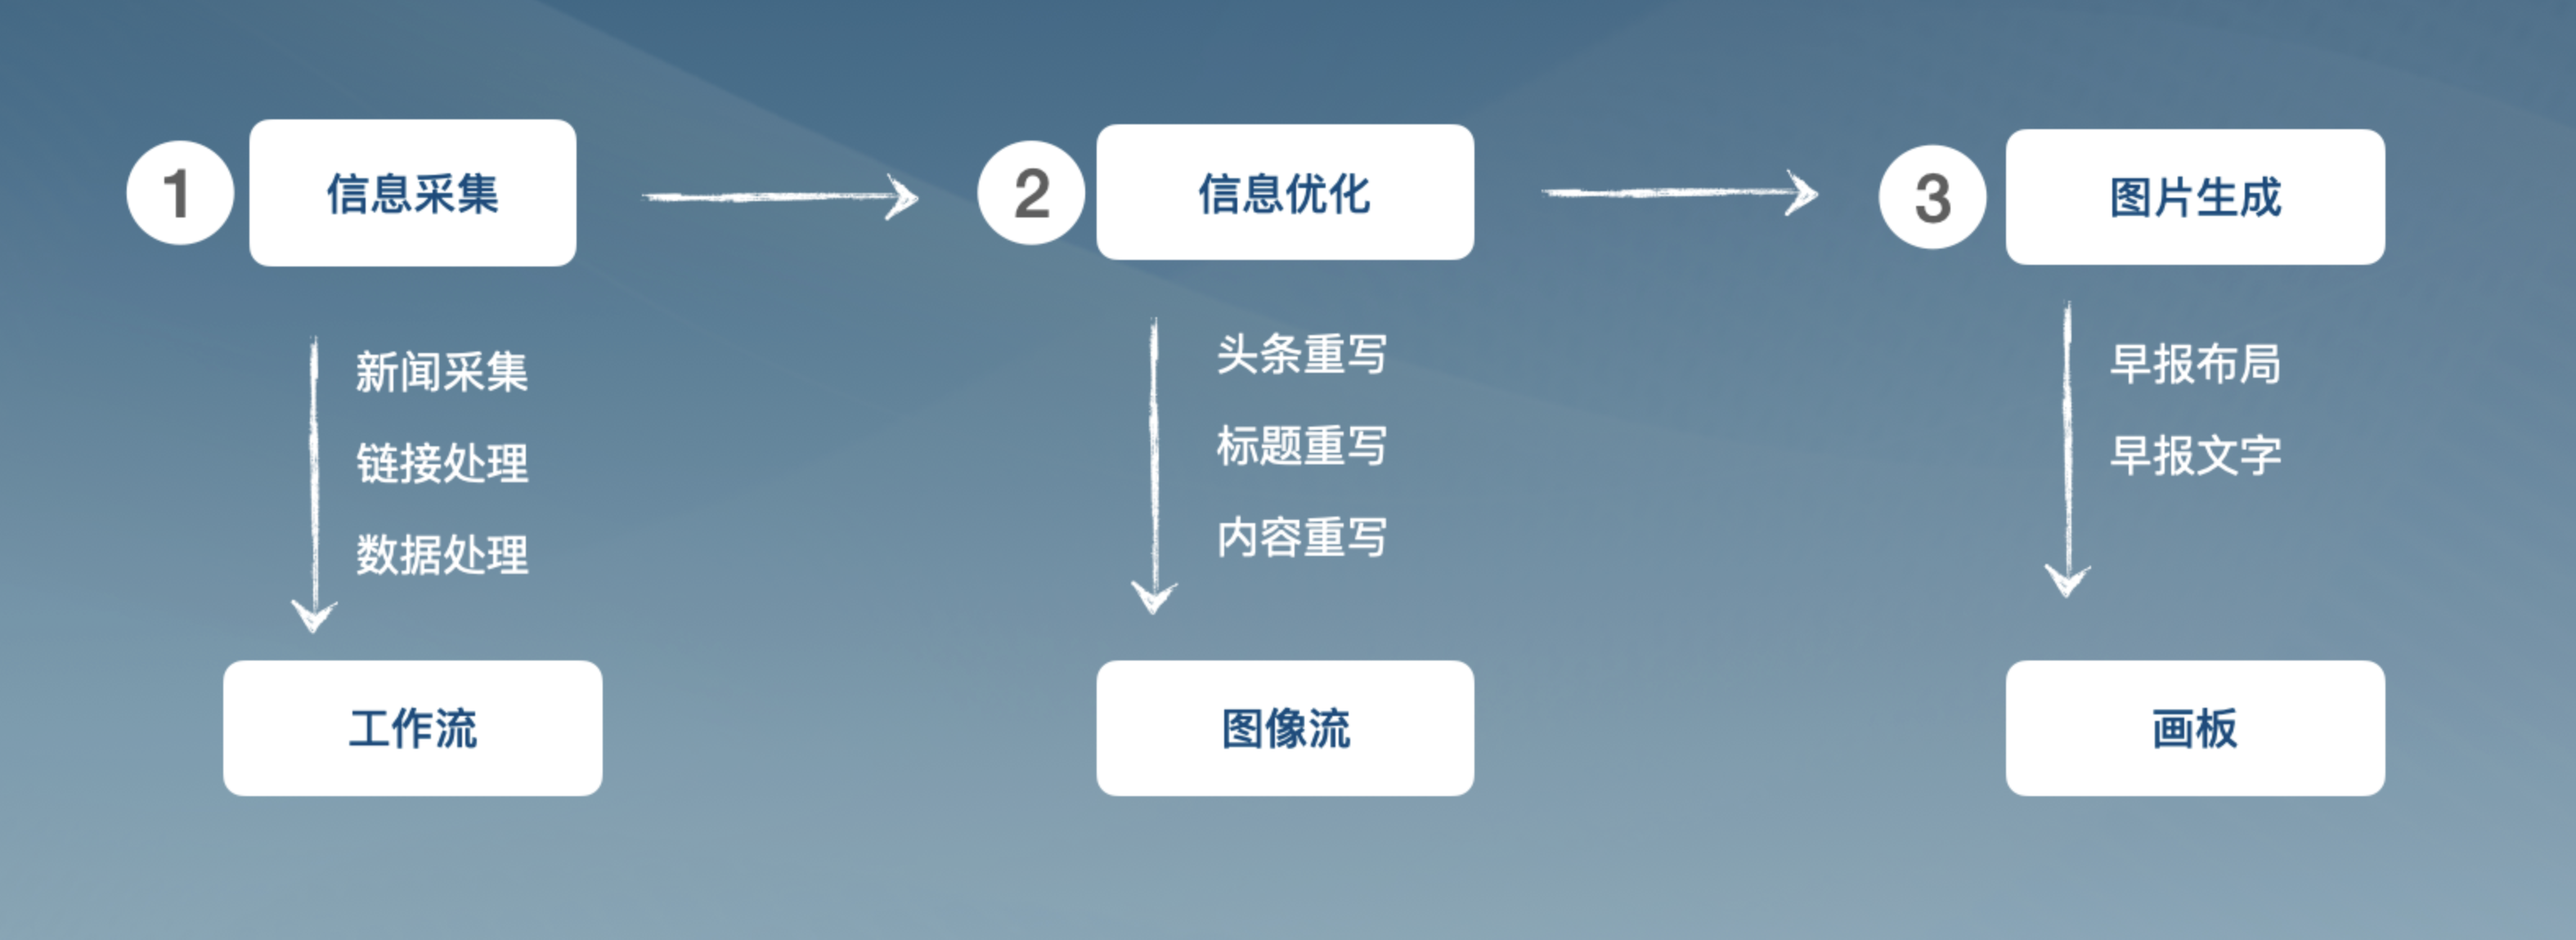 1
信息采集
2
信息优化
3
图片生成
新闻采集
链接处理
数据处理
头条重写
标题重写
内容重写
早报布局
早报文字
工作流
图像流
画板